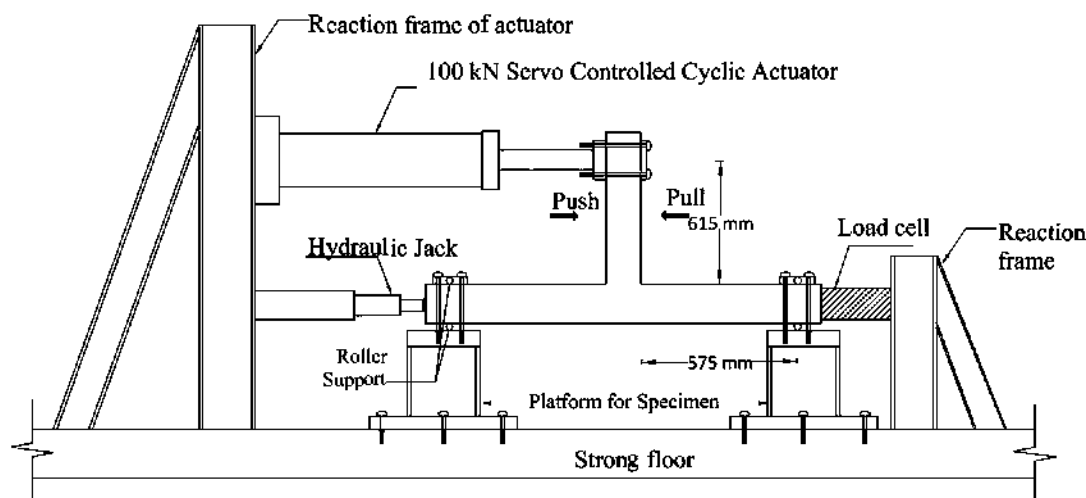 Reaction frame of actuator
100 kN Servo Controlled Cyclic Actuator
Push
Pull
615 mm
Load cell
Reaction
frame
Hydraulic Jack
Roller
Support
575 mm
Platform for Specimen
Strong floor